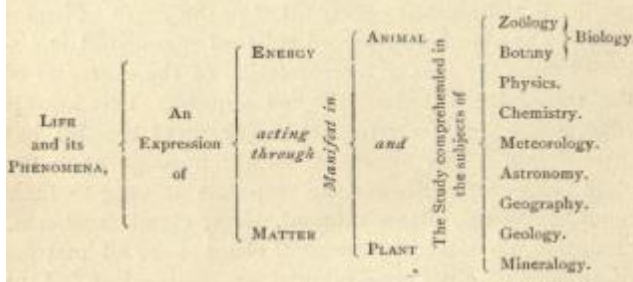 LIFE
and its
PHENOMENA,
An
Expression
of
ENERGY
acting
through
MATTER
Manifest in
ANIMAL
and
PLANT
The Study comprehended in
the subjects of
Zoölogy
Botany
Biology.
Physics.
Chemistry.
Meteorology.
Astronomy.
Geography.
Geology.
Mineralogy.